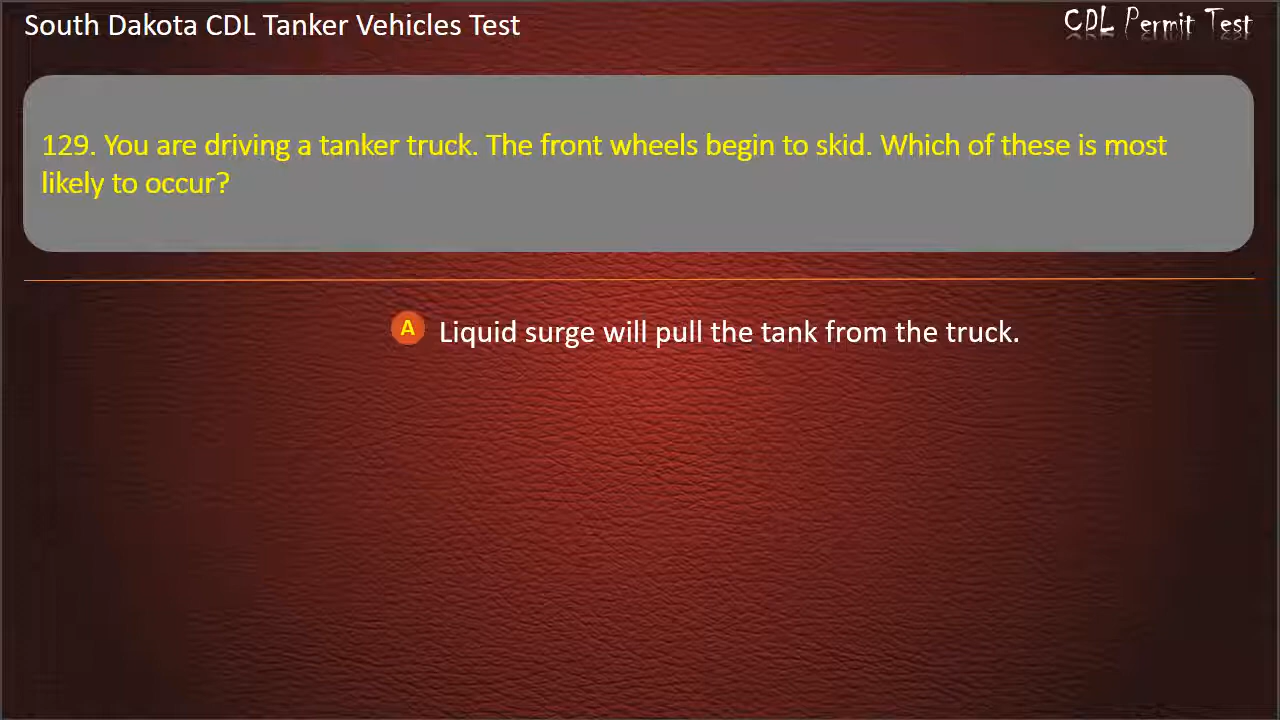 South Dakota CDL Tanker Vehicles Test
CDL Permit Test
129. You are driving a tanker truck. The front wheels begin to skid. Which of these is most
likely to occur?
A Liquid surge will pull the tank from the truck.